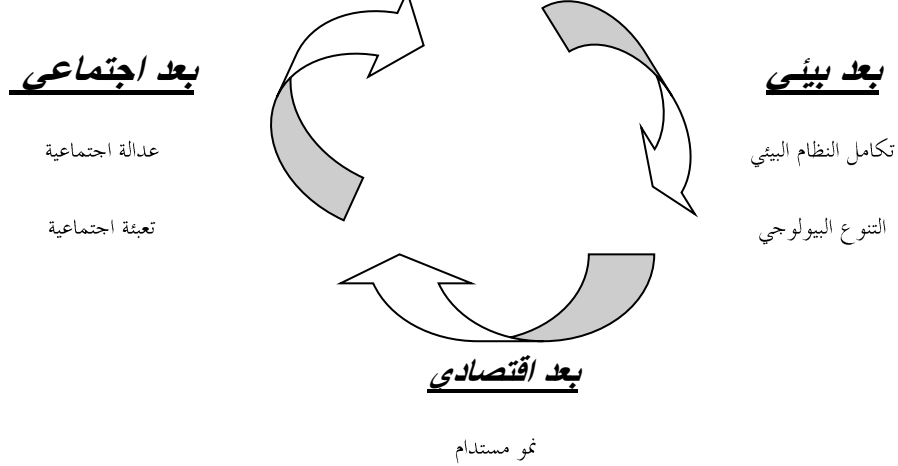 بعد بيئي
تكامل النظام البيئي
التنوع البيولوجي
بعد اجتماعي
عدالة اجتماعية
تعبئة اجتماعية
بعد اقتصادي
نمو مستدام